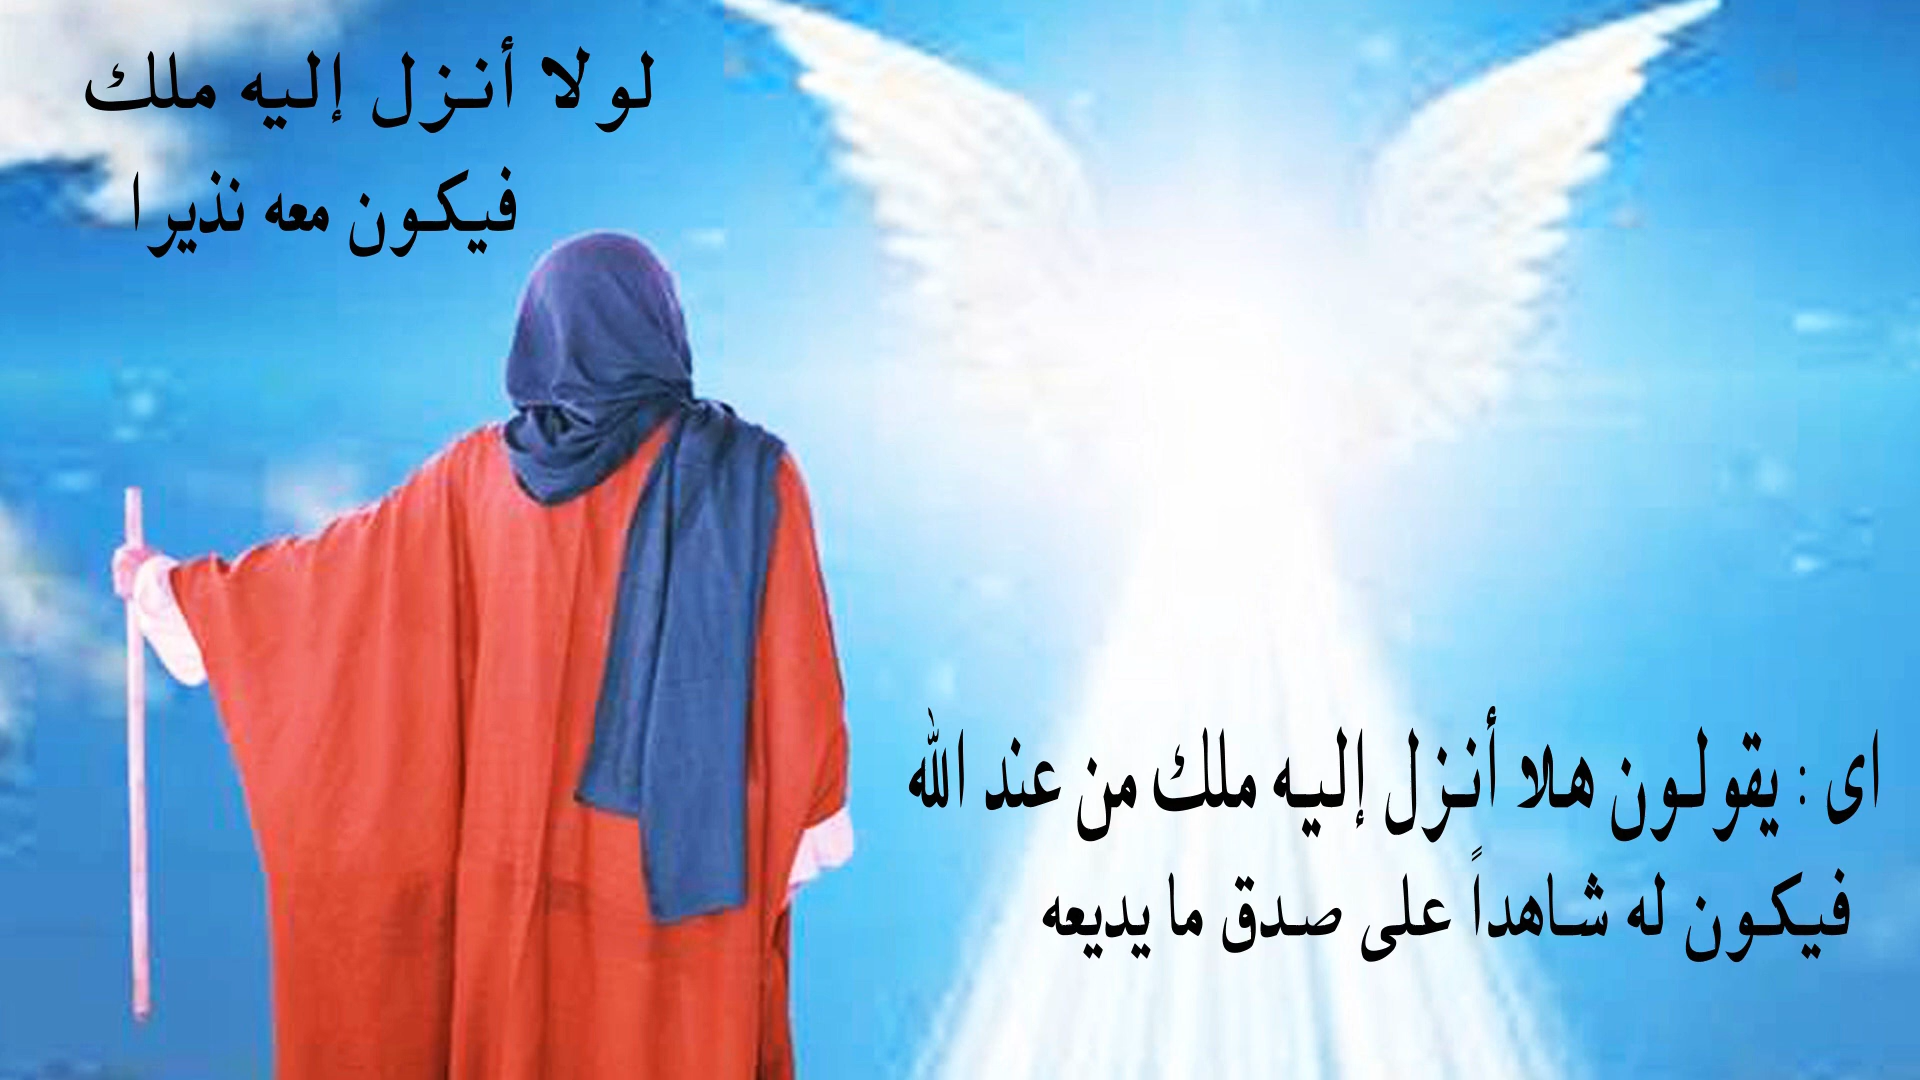 لولا أنزل إليه ملك
فيكون معه نذيرا
اى : يقولون هلا أنزل إليه ملك من عند الله
فيكون له شاهداً على صدق ما يديعه